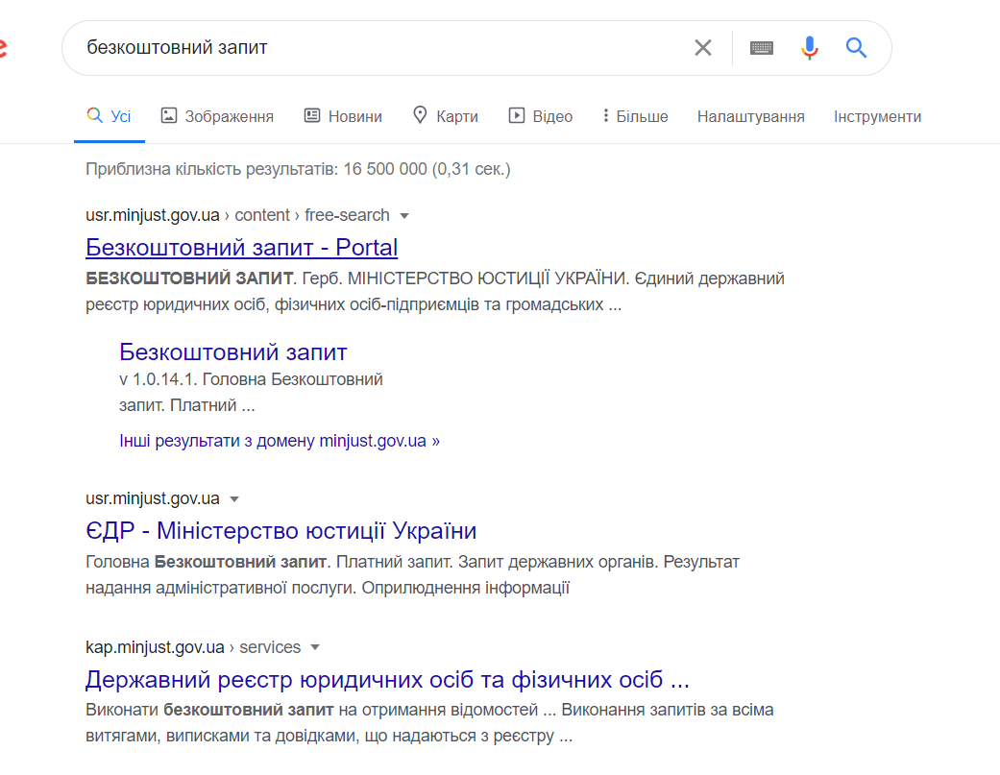 безкоштовний запит
Усі Зображення Новини Карти Відео Більше Налаштування Інструменти
Приблизна кількість результатів: 16 500 000 (0,31 сек.)
usr.minjust.gov.ua › content › free-search
Безкоштовний запит - Portal
БЕЗКОШТОВНИЙ ЗАПИТ. Герб. МІНІСТЕРСТВО ЮСТИЦІЇ УКРАЇНИ. Єдиний державний
реєстр юридичних осіб, фізичних осіб-підприємців та громадських ...
Безкоштовний запит
v 1.0.14.1. Головна Безкоштовний
запит. Платний ...
Інші результати з домену minjust.gov.ua »
usr.minjust.gov.ua
ЄДР - Міністерство юстиції України
Головна Безкоштовний запит. Платний запит. Запит державних органів. Результат
надання адміністративної послуги. Оприлюднення інформації
kap.minjust.gov.ua › services
Державний реєстр юридичних осіб та фізичних осіб ...
Виконати безкоштовний запит на отримання відомостей ... Виконання запитів за всіма
витягами, виписками та довідками, що надаються з реєстру ...